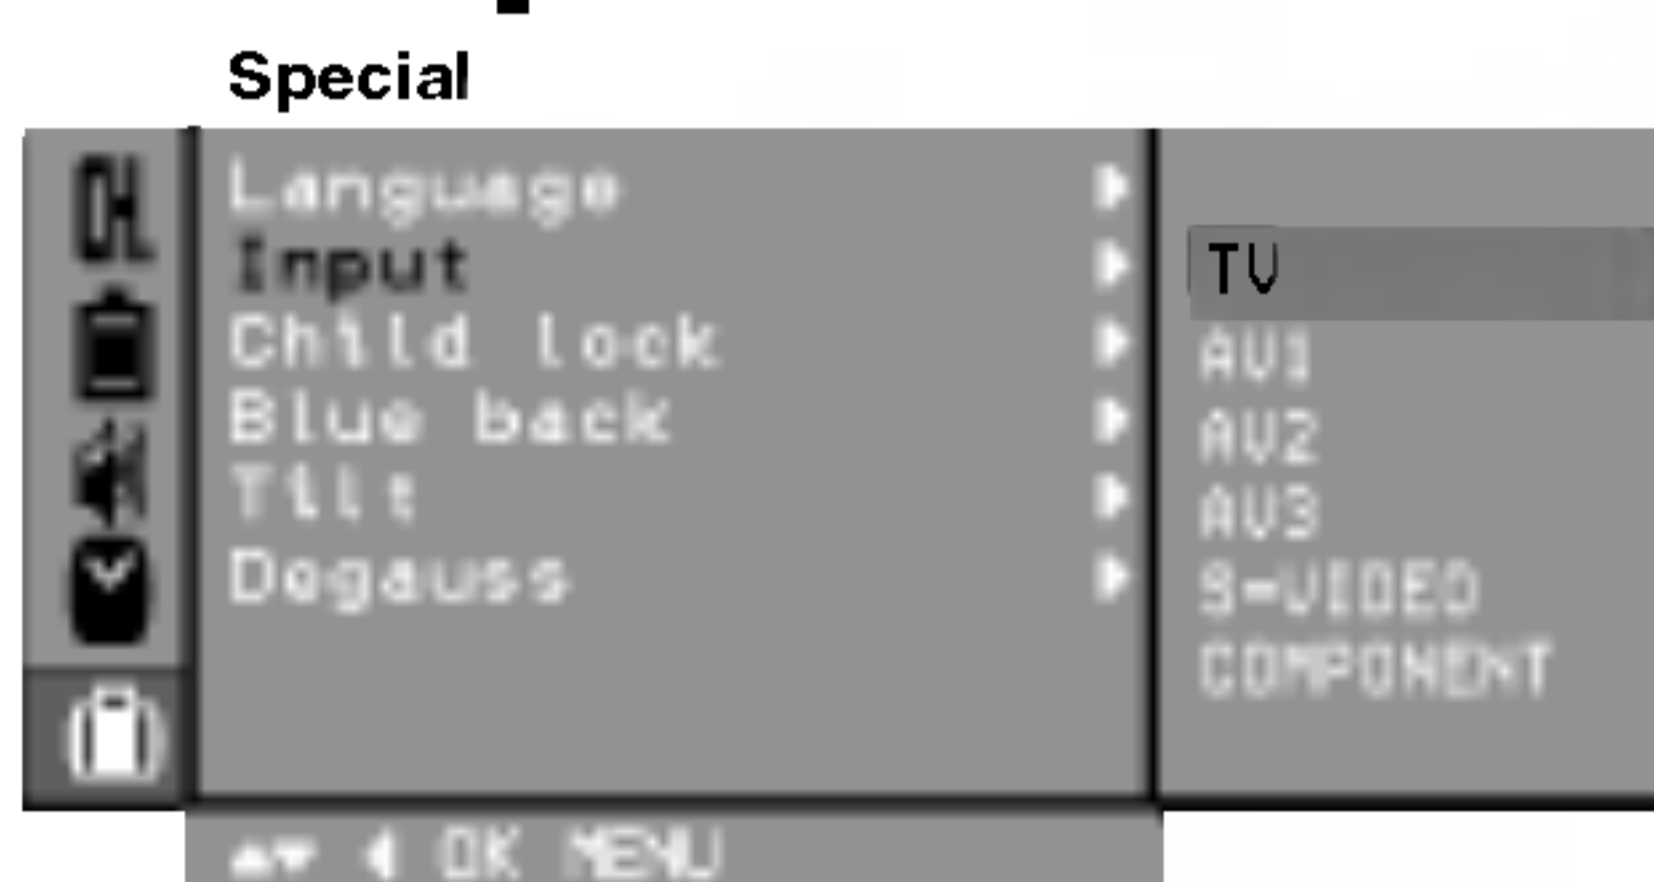 Special
Language
Input
Child lock
Blue back
Tilt
Degauss
TV
AV1
AV2
AV3
S-VIDEO
COMPONENT
▲▼ ◀ OK MENU